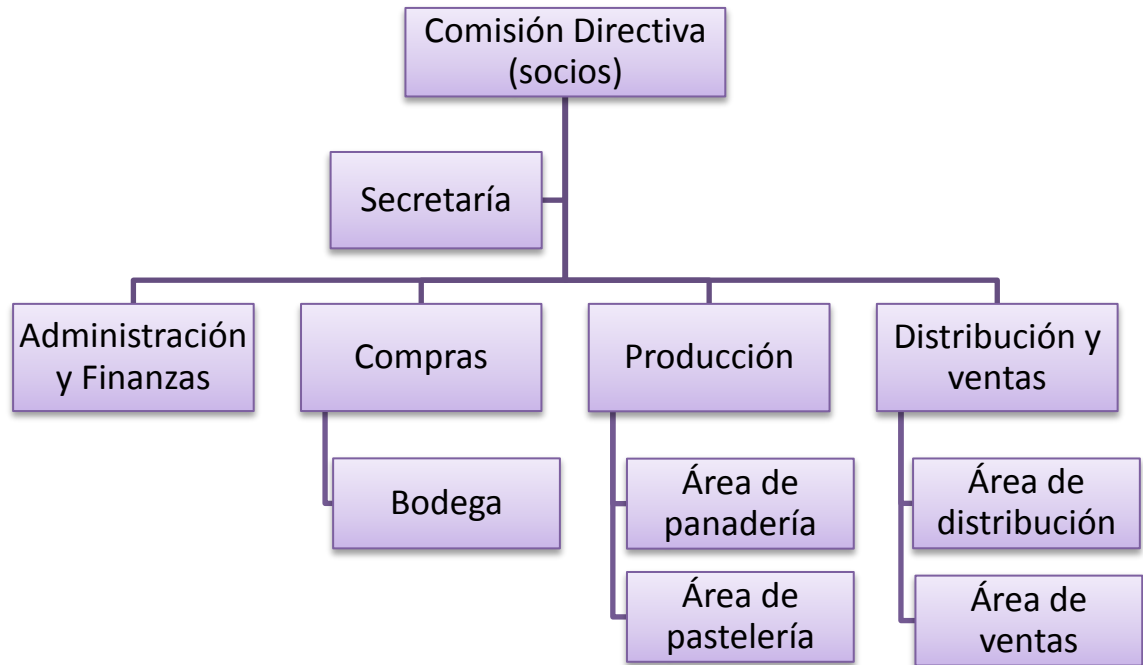 Comisión Directiva
(socios)
Secretaría
Administración
y Finanzas
Compras
Producción
Distribución y
ventas
Bodega
Área de
panadería
Área de
distribución
Área de
pastelería
Área de
ventas